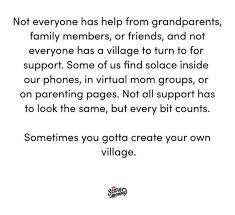 Not everyone has help from grandparents,
family members, or friends, and not
everyone has a village to turn to for
support. Some of us find solace inside
our phones, in virtual mom groups, or
on parenting pages. Not all support has
to look the same, but every bit counts.
Sometimes you gotta create your own
village.